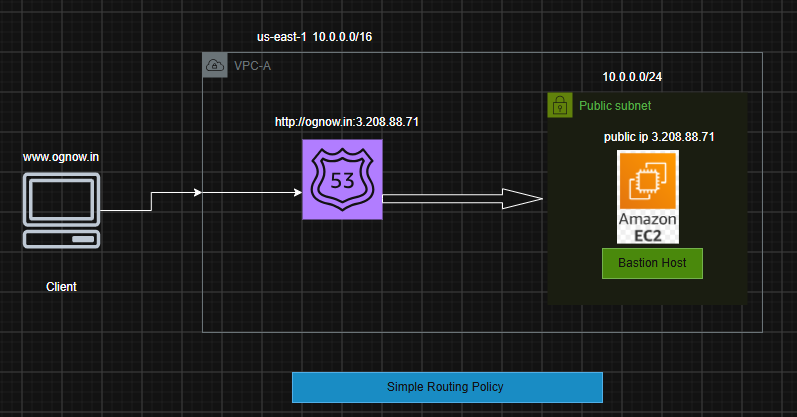 us-east-1 10.0.0.0/16
VPC-A
10.0.0.0/24
Public subnet
http://ognow.in:3.208.88.71
public ip 3.208.88.71
www.ognow.in
53
Amazon
EC2
Bastion Host
Client
Simple Routing Policy